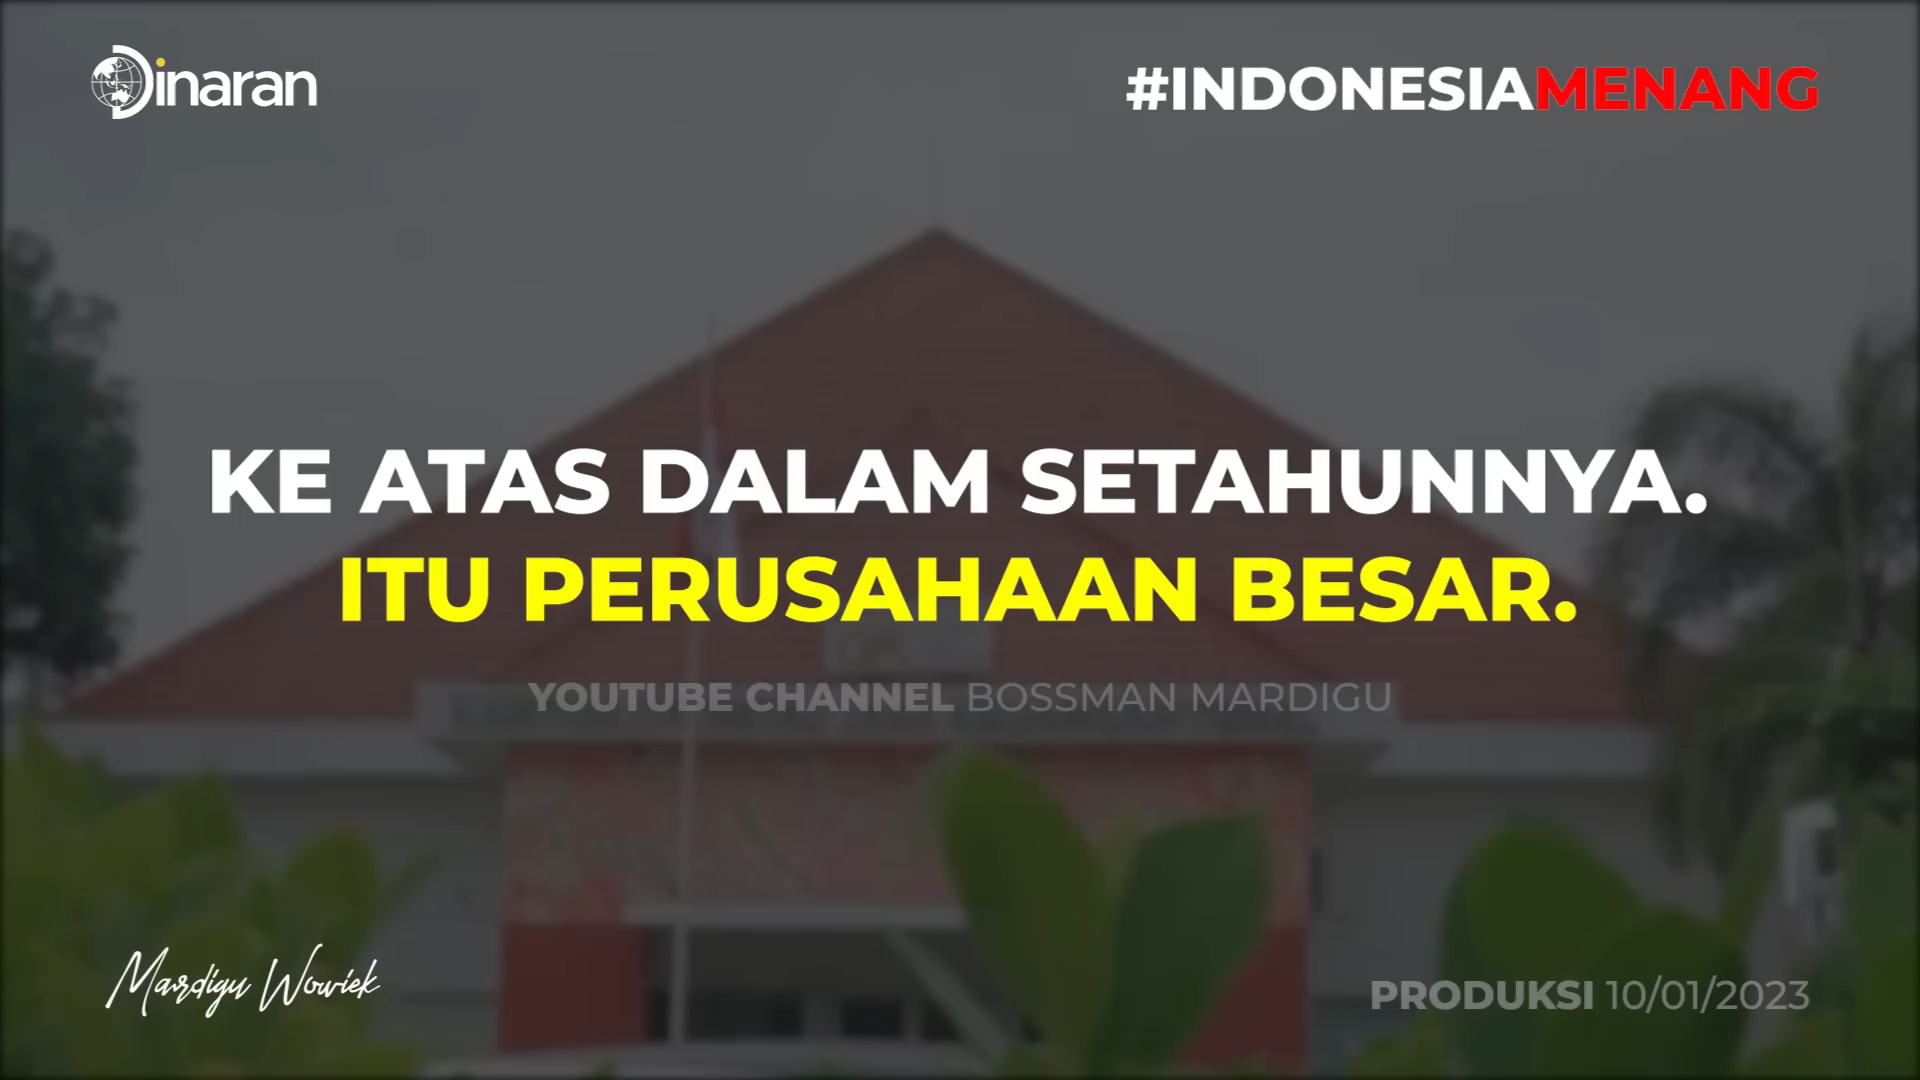 Dinaran
#INDONESIAMENANG
KE ATAS DALAM SETAHUNNYA.
ITU PERUSAHAAN BESAR.
YOUTUBE CHANNEL BOSSMAN MARDIGU
Mardigu Wowiek
PRODUKSI 10/01/2023